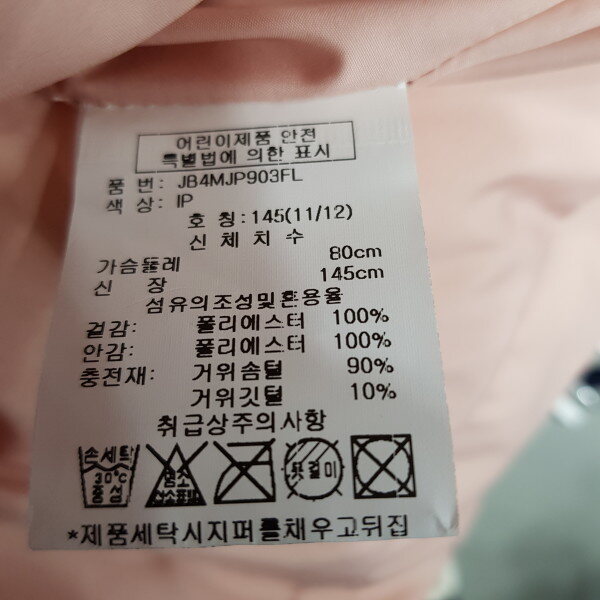 어린이제품 안전
특별법에 의한 표시
품 번: JB4MJP903FL
색 상: IP
호 칭:145(11/12)
신 체 치 수
가슴둘레 80cm
신 장 145cm
섬유의조성및혼용율
겉감: 폴리에스터 100%
안감: 폴리에스터 100%
충전재: 거위솜털 90%
거위깃털 10%
취급상주의사항
손세탁 염소 옷걸이
30℃ 산소표백
중성
*제품세탁시지퍼를채우고뒤집